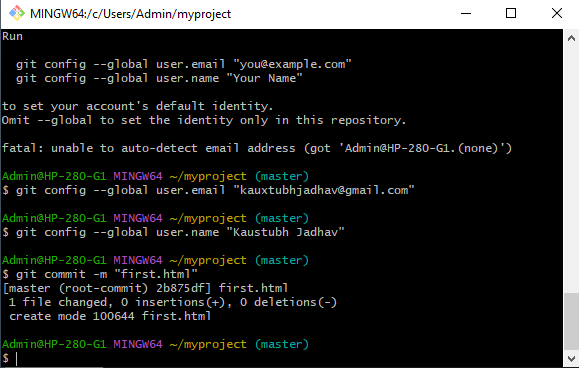 MINGW64:/c/Users/Admin/myproject
Run
git config --global user.email "you@example.com"
git config --global user.name "Your Name"
to set your account's default identity.
Omit --global to set the identity only in this repository.
fatal: unable to auto-detect email address (got 'Admin@HP-280-G1.(none)')
Admin@HP-280-G1 MINGW64 ~/myproject (master)
$ git config --global user.email "kauxtubhjadhav@gmail.com"
Admin@HP-280-G1 MINGW64 ~/myproject (master)
$ git config --global user.name "Kaustubh Jadhav"
Admin@HP-280-G1 MINGW64 ~/myproject (master)
$ git commit -m "first.html"
[master (root-commit) 2b875df] first.html
1 file changed, 0 insertions(+), 0 deletions(-)
create mode 100644 first.html
Admin@HP-280-G1 MINGW64 ~/myproject (master)
$